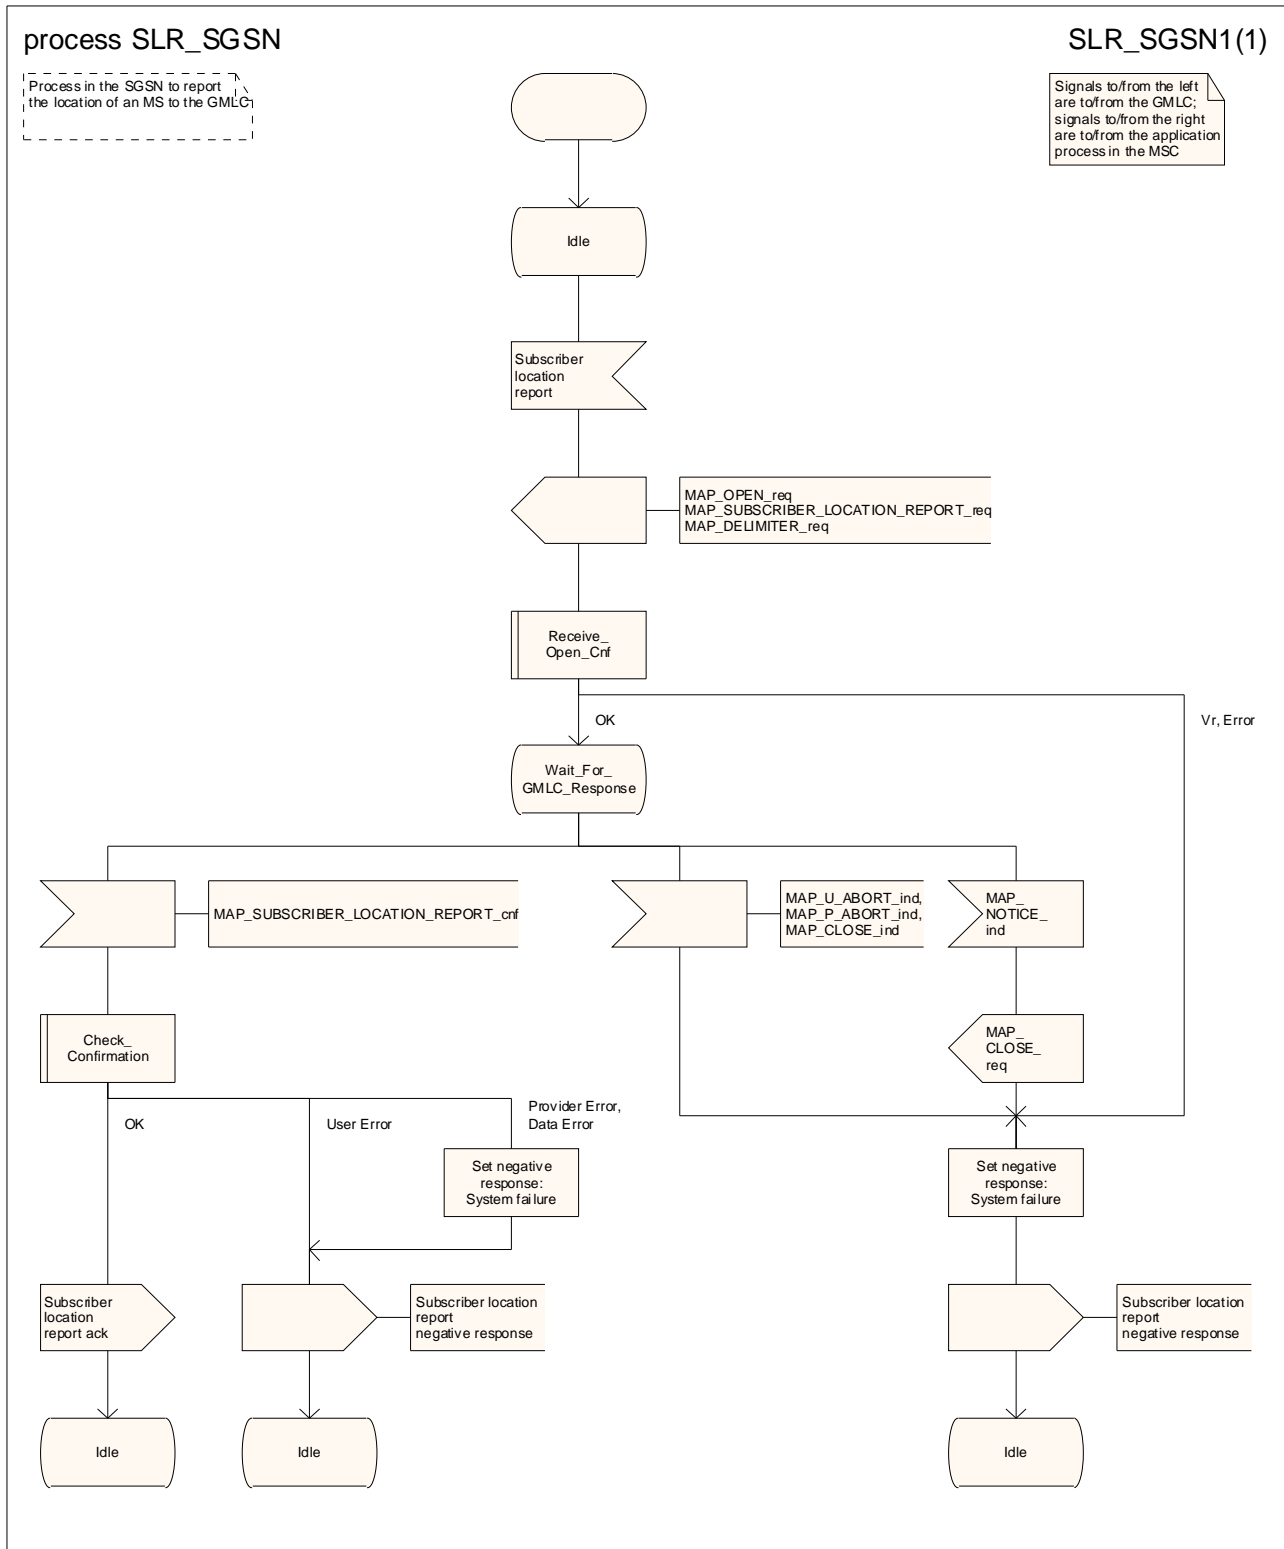 process SLR_SGSN
SLR_SGSN1(1)
Process in the SGSN to report
the location of an MS to the GMLC
Signals to/from the left
are to/from the GMLC;
signals to/from the right
are to/from the application
process in the MSC
Idle
Subscriber
location
report
MAP_OPEN_req
MAP_SUBSCRIBER_LOCATION_REPORT_req
MAP_DELIMITER_req
Receive_
Open_Cnf
OK
Vr, Error
Wait_For_
GMLC_Response
MAP_SUBSCRIBER_LOCATION_REPORT_cnf
MAP_U_ABORT_ind,
MAP_P_ABORT_ind,
MAP_CLOSE_ind
MAP_
NOTICE_
ind
Check_
Confirmation
MAP_
CLOSE_
req
OK
User Error
Provider Error,
Data Error
Set negative
response:
System failure
Set negative
response:
System failure
Subscriber
location
report ack
Subscriber location
report
negative response
Subscriber location
report
negative response
Idle
Idle
Idle